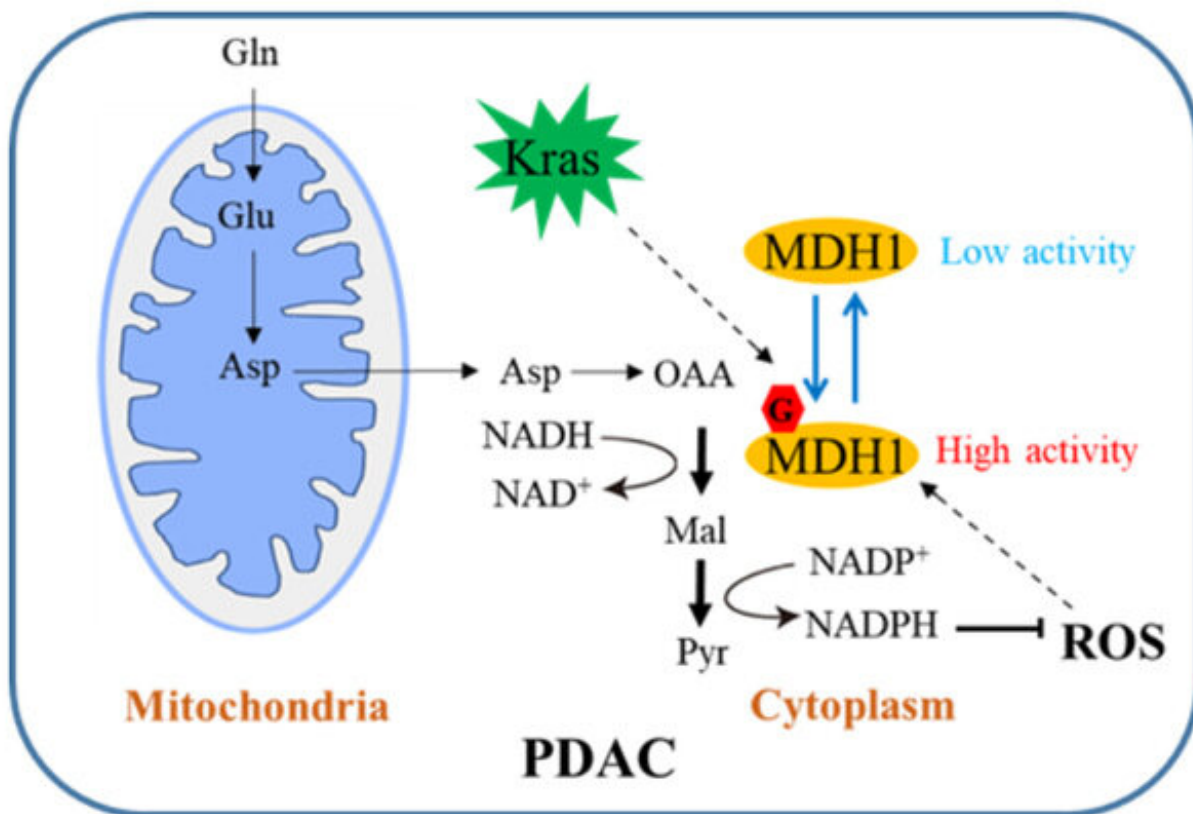 Gln
Glu
Asp
Kras
MDH1
Low activity
Asp
OAA
G
MDH1
High activity
NADH
NAD⁺
Mal
NADP⁺
NADPH
ROS
Pyr
Mitochondria
Cytoplasm
PDAC